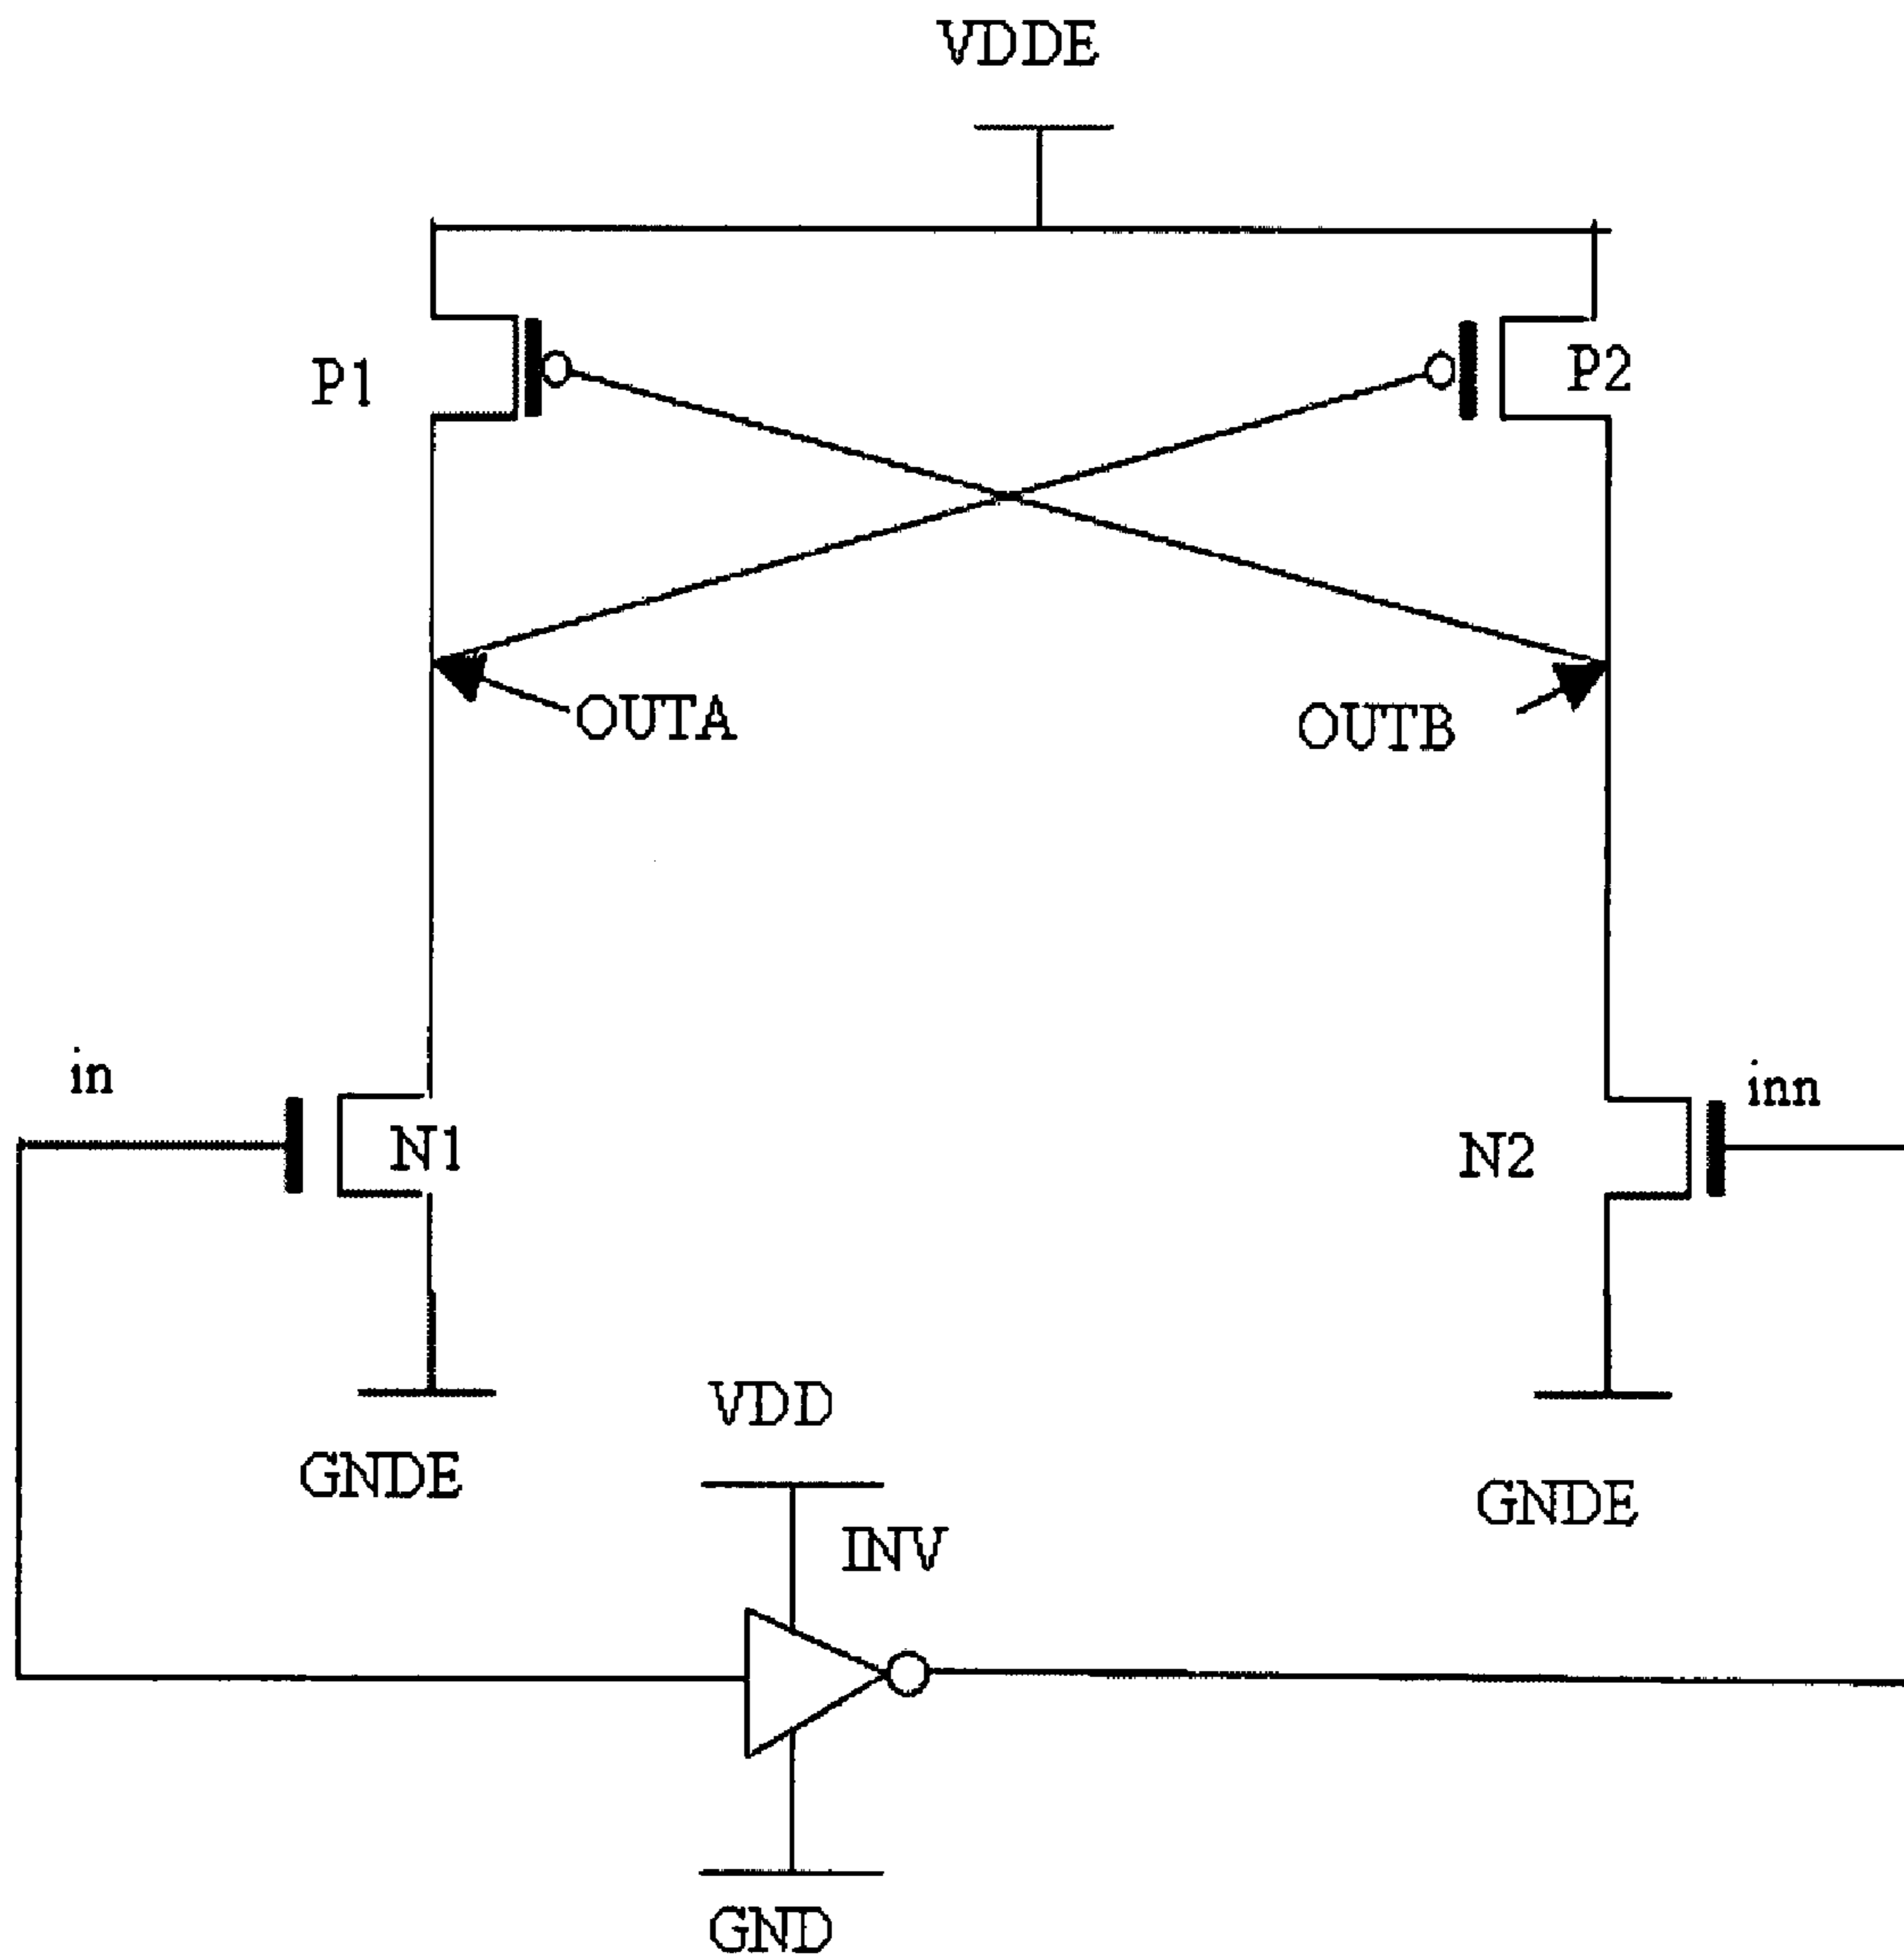 VDDE
P1
P2
OUTA
OUTB
in
inn
N1
N2
VDD
GNDE
GNDE
INV
GND